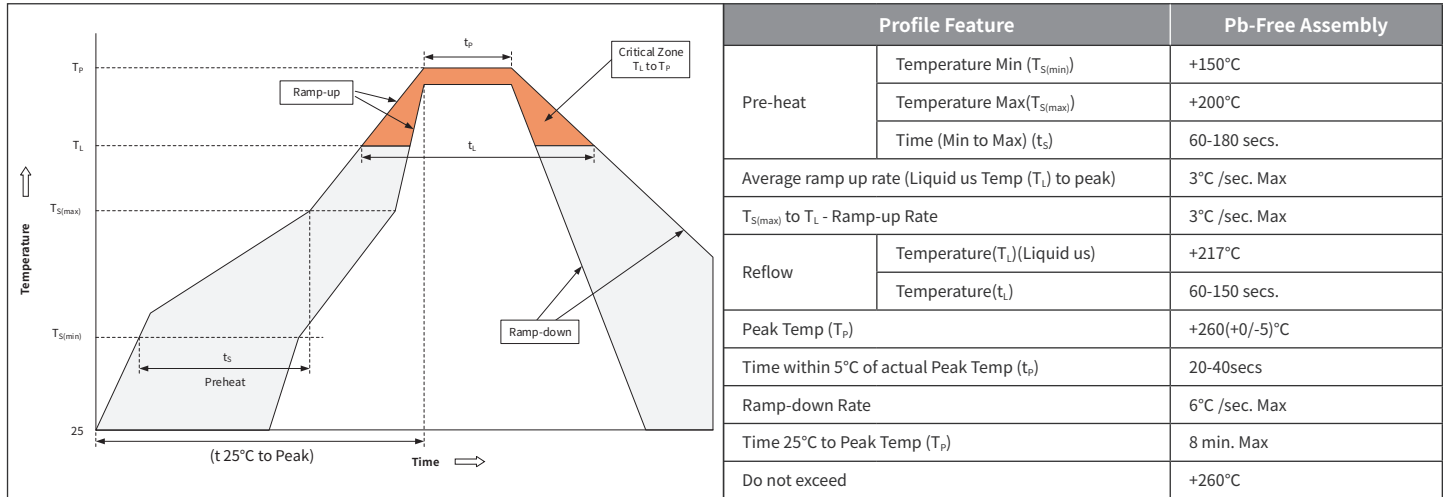 tP
Critical Zone
TL to TP
TP
Ramp-up
TL
tL
TS(max)
Temperature
Ramp-down
TS(min)
tS
Preheat
25
(t 25°C to Peak)
Time
Profile Feature Pb-Free Assembly
Pre-heat
Temperature Min (TS(min)) +150°C
Temperature Max(TS(max)) +200°C
Time (Min to Max) (tS) 60-180 secs.
Average ramp up rate (Liquid us Temp (TL) to peak) 3°C /sec. Max
TS(max) to TL - Ramp-up Rate 3°C /sec. Max
Reflow
Temperature(TL)(Liquid us) +217°C
Temperature(tL) 60-150 secs.
Peak Temp (TP) +260(+0/-5)°C
Time within 5°C of actual Peak Temp (tP) 20-40secs
Ramp-down Rate 6°C /sec. Max
Time 25°C to Peak Temp (TP) 8 min. Max
Do not exceed +260°C